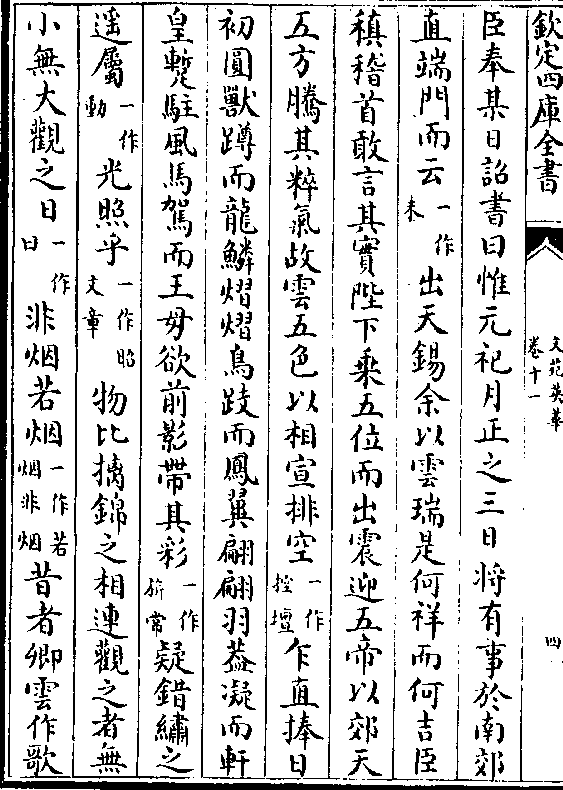 欽定四庫全書
文苑英華
卷十一
四
臣奉某日詔書曰惟元祀月正之三日將有事於南郊
直端門而云一作未出天錫余以雲瑞是何祥而何吉臣
稹稽首敢言其實陛下乗五位而出震迎五帝以郊天
五方騰其粹氣故雲五色以相宣排空一作控壇乍直捧日
初圓獸蹲而龍鱗熠熠鳥跂而鳳翼翩翩羽葢凝而軒
皇蹔駐風馬駕而王母欲前影帶其彩一作旂常疑錯繡之
遥屬一作動光照乎一作昭文章物比摛錦之相連觀之者無
小無大觀之日一作曰非烟若烟一作若烟非烟昔者卿雲作歌